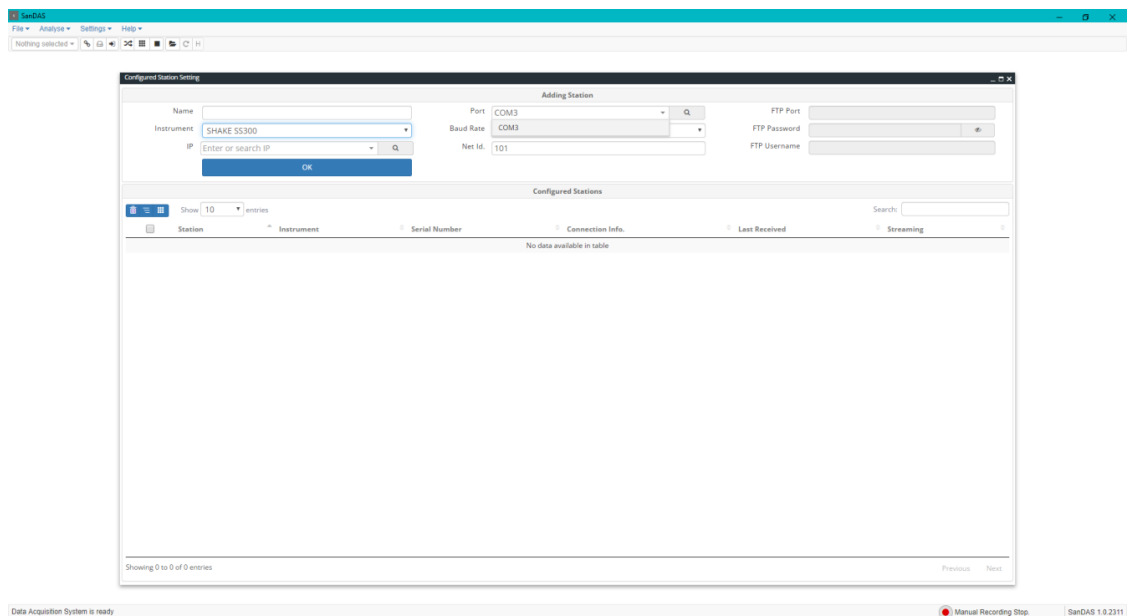 SanDAS
File Analyse Settings Help
Nothing selected H
Configured Station Setting
Adding Station
Name Port COM3 FTP Port
Instrument SHAKE SS300 Baud Rate COM3 FTP Password
IP Enter or search IP Net Id. 101 FTP Username
OK
Configured Stations
Show 10 entries Search:
Station Instrument Serial Number Connection Info. Last Received Streaming
No data available in table
Showing 0 to 0 of 0 entries Previous Next
Data Acquisition System is ready Manual Recording Stop. SanDAS 1.0.2311